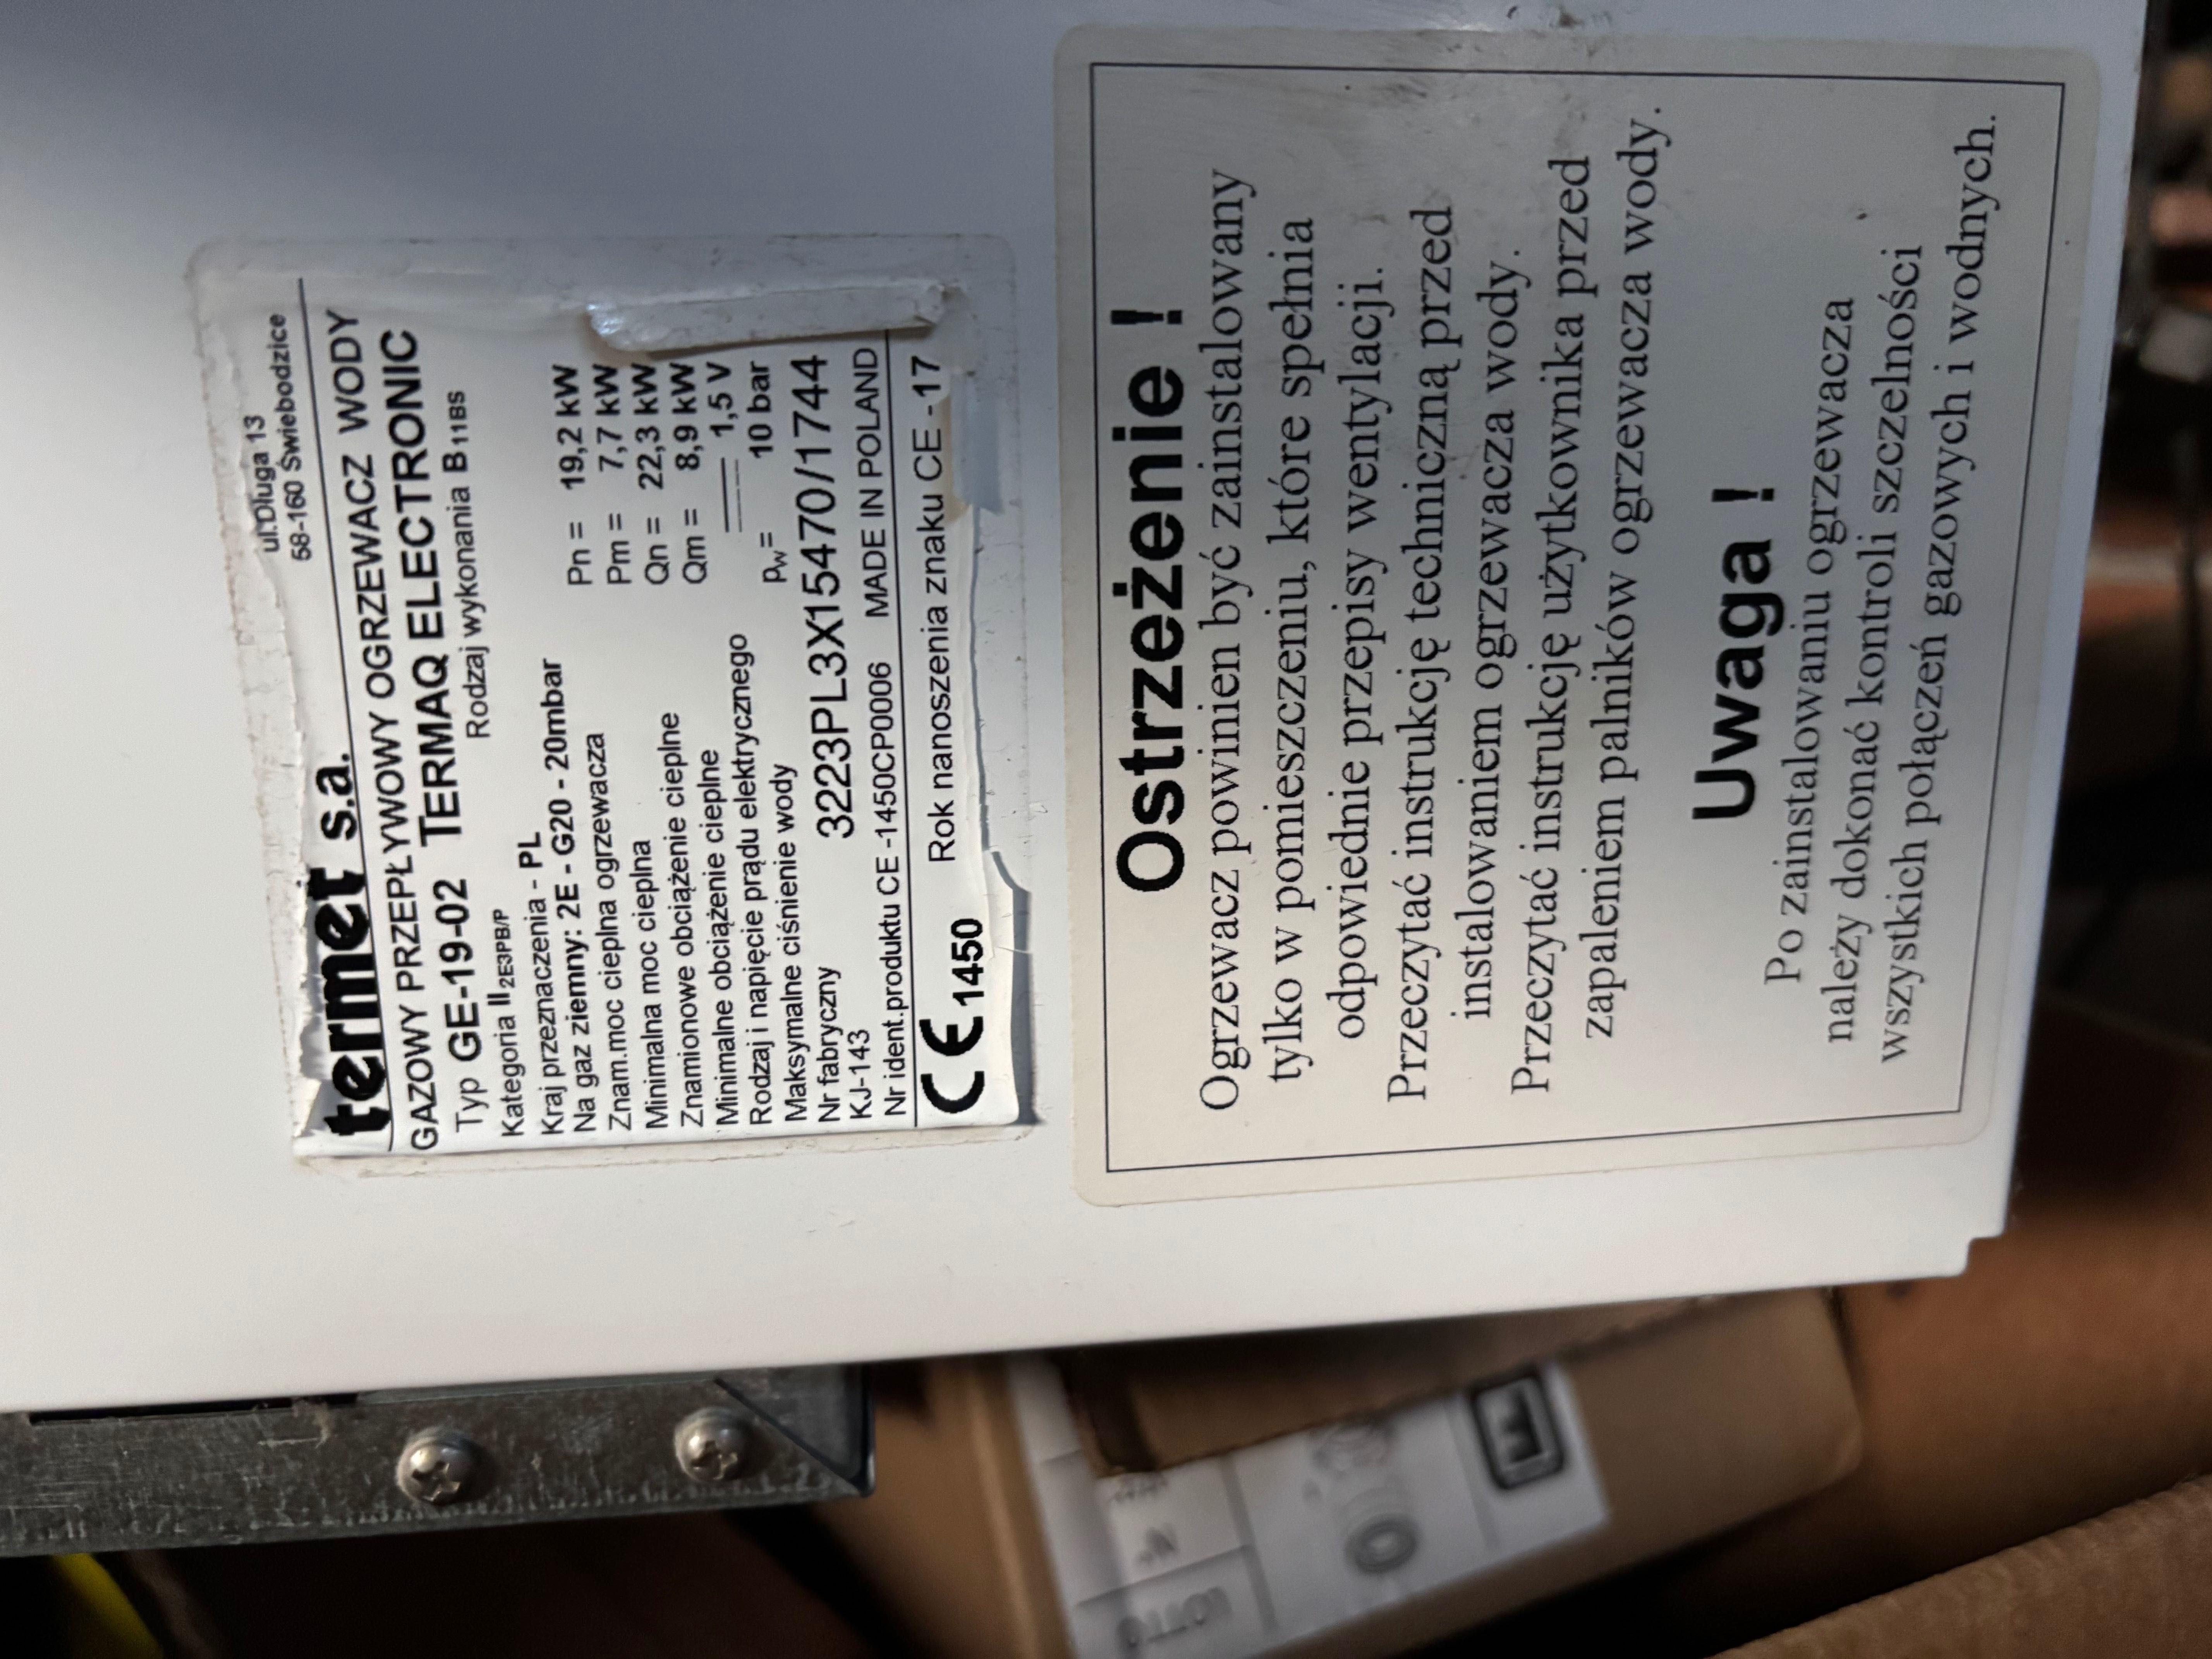 ul.Długa 13
58-160 Świebodzice
termet s.a.
GAZOWY PRZEPŁYWOWY OGRZEWACZ WODY
Typ GE-19-02 TERMAQ ELECTRONIC
Rodzaj wykonania B11BS
Kategoria II2E3PB/P
Kraj przeznaczenia - PL
Na gaz ziemny: 2E - G20 - 20mbar
Znam.moc cieplna ogrzewacza Pn = 19,2 kW
Minimalna moc cieplna Pm = 7,7 kW
Znamionowe obciążenie cieplne Qn = 22,3 kW
Minimalne obciążenie cieplne Qm = 8,9 kW
Rodzaj i napięcie prądu elektrycznego 1,5 V
Maksymalne ciśnienie wody pw= 10 bar
Nr fabryczny 3223PL3X15470/1744
KJ-143
Nr ident.produktu CE -1450CP0006 MADE IN POLAND
CE 1450 Rok nanoszenia znaku CE -17
Ostrzeżenie !
Ogrzewacz powinien być zainstalowany
tylko w pomieszczeniu, które spełnia
odpowiednie przepisy wentylacji.
Przeczytać instrukcję techniczną przed
instalowaniem ogrzewacza wody.
Przeczytać instrukcję użytkownika przed
zapaleniem palników ogrzewacza wody.
Uwaga !
Po zainstalowaniu ogrzewacza
należy dokonać kontroli szczelności
wszystkich połączeń gazowych i wodnych.